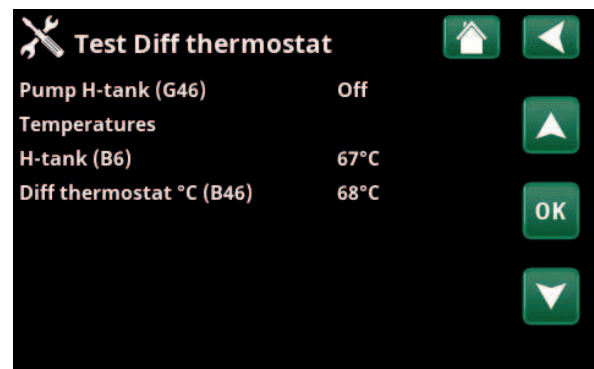 Test Diff thermostat
Pump H-tank (G46) Off
Temperatures
H-tank (B6) 67°C
Diff thermostat °C (B46) 68°C
OK